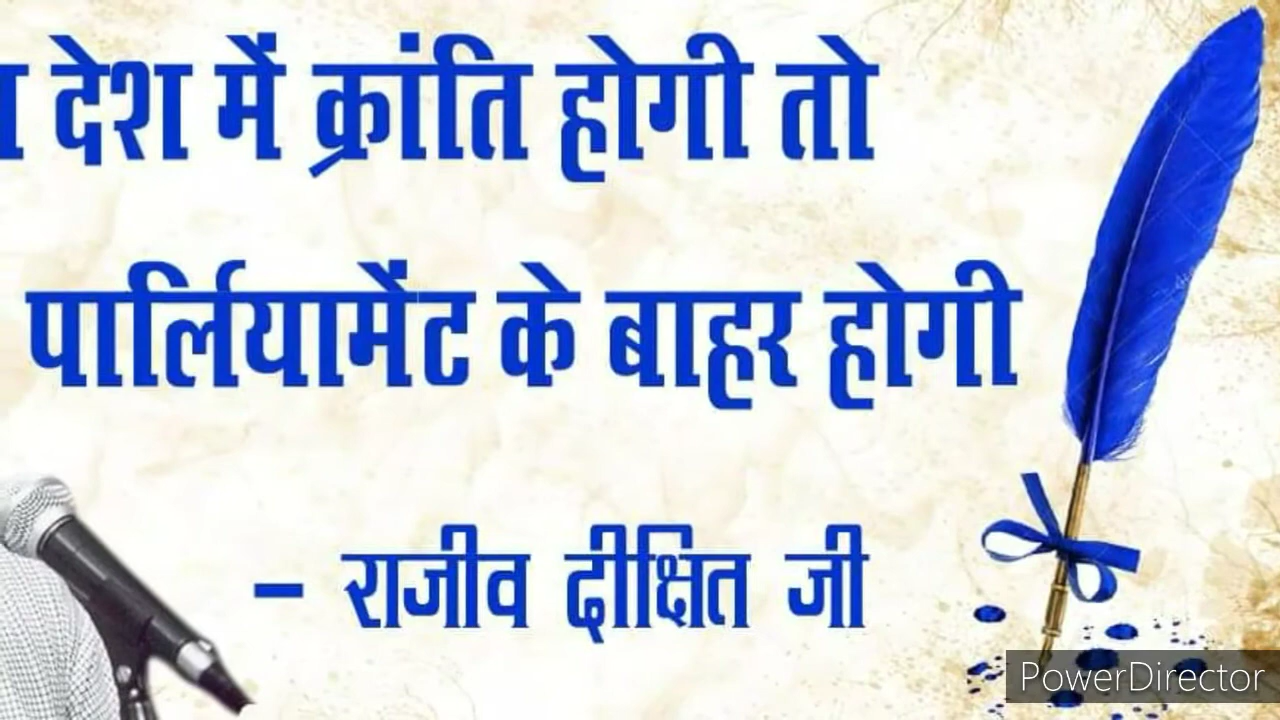 देश में क्रांति होगी तो
पार्लियामेंट के बाहर होगी
- राजीव दीक्षित जी
PowerDirector